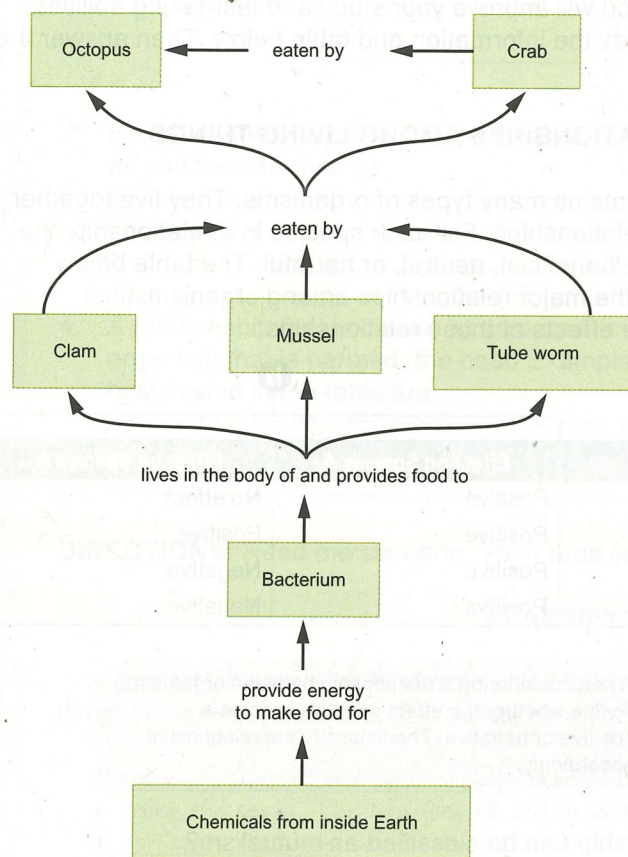 Octopus
eaten by
Crab
eaten by
Clam
Mussel
Tube worm
lives in the body of and provides food to
Bacterium
provide energy
to make food for
Chemicals from inside Earth